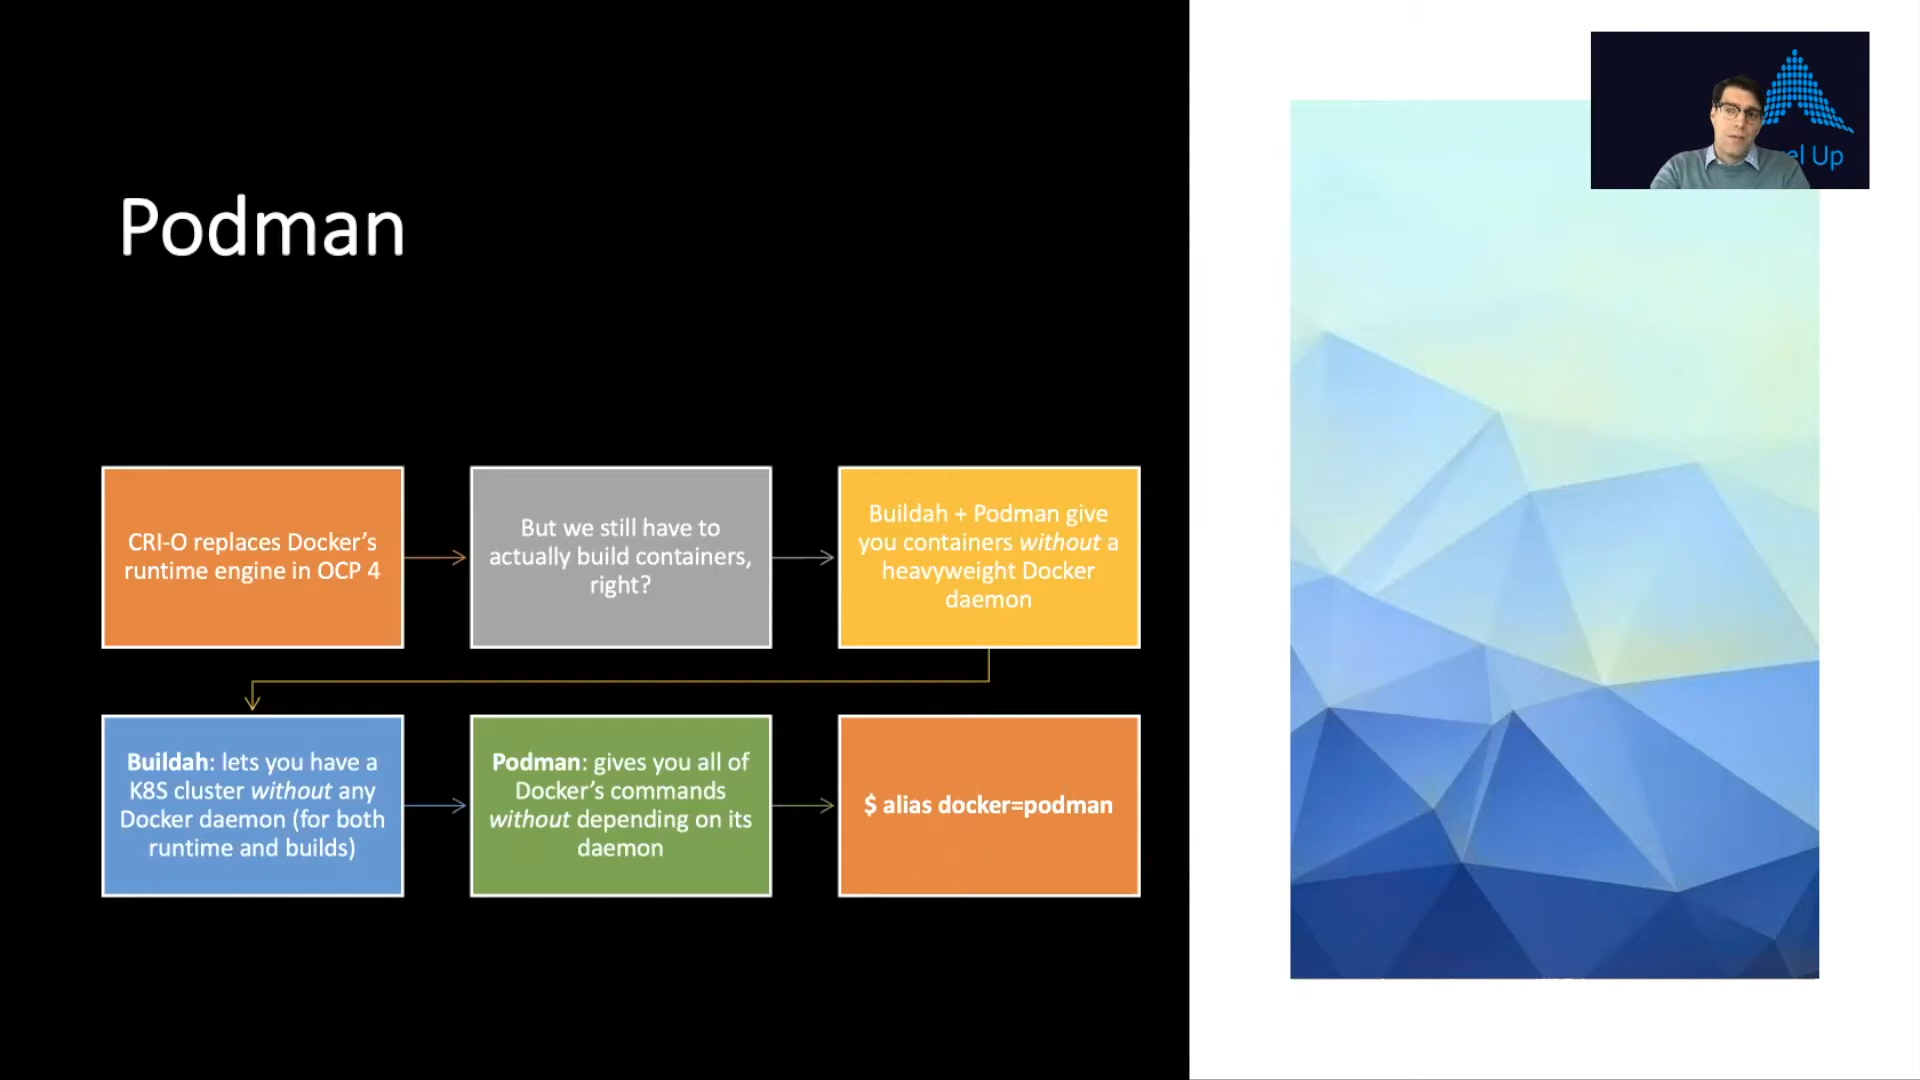 Podman
CRI-O replaces Docker’s
runtime engine in OCP 4
But we still have to
actually build containers,
right?
Buildah + Podman give
you containers without a
heavyweight Docker
daemon
Buildah: lets you have a
K8S cluster without any
Docker daemon (for both
runtime and builds)
Podman: gives you all of
Docker’s commands
without depending on its
daemon
$ alias docker=podman
Up